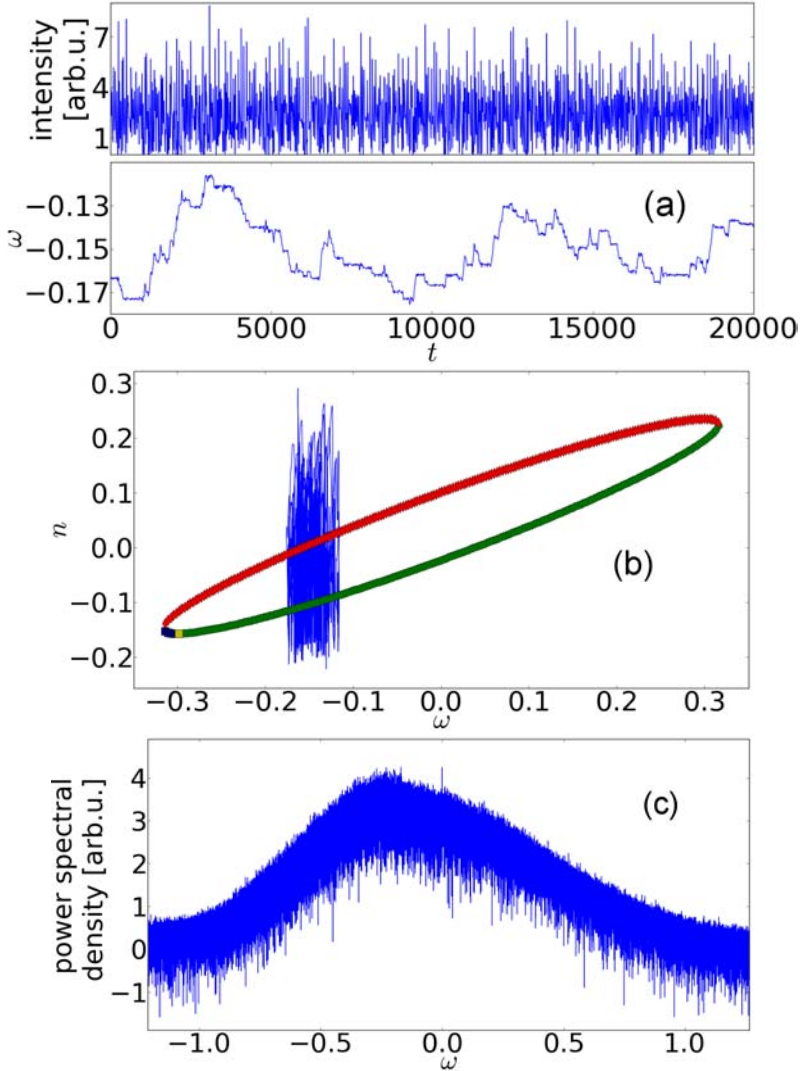 intensity
[arb.u.]
7
4
1
(a)
ω
−0.13
−0.15
−0.17
0 5000 10000 15000 20000
t
n
0.3
0.2
0.1
0.0
−0.1
−0.2
(b)
−0.3 −0.2 −0.1 0.0 0.1 0.2 0.3
ω
power spectral
density [arb.u.]
4
3
2
1
0
−1
(c)
−1.0 −0.5 0.0 0.5 1.0
ω